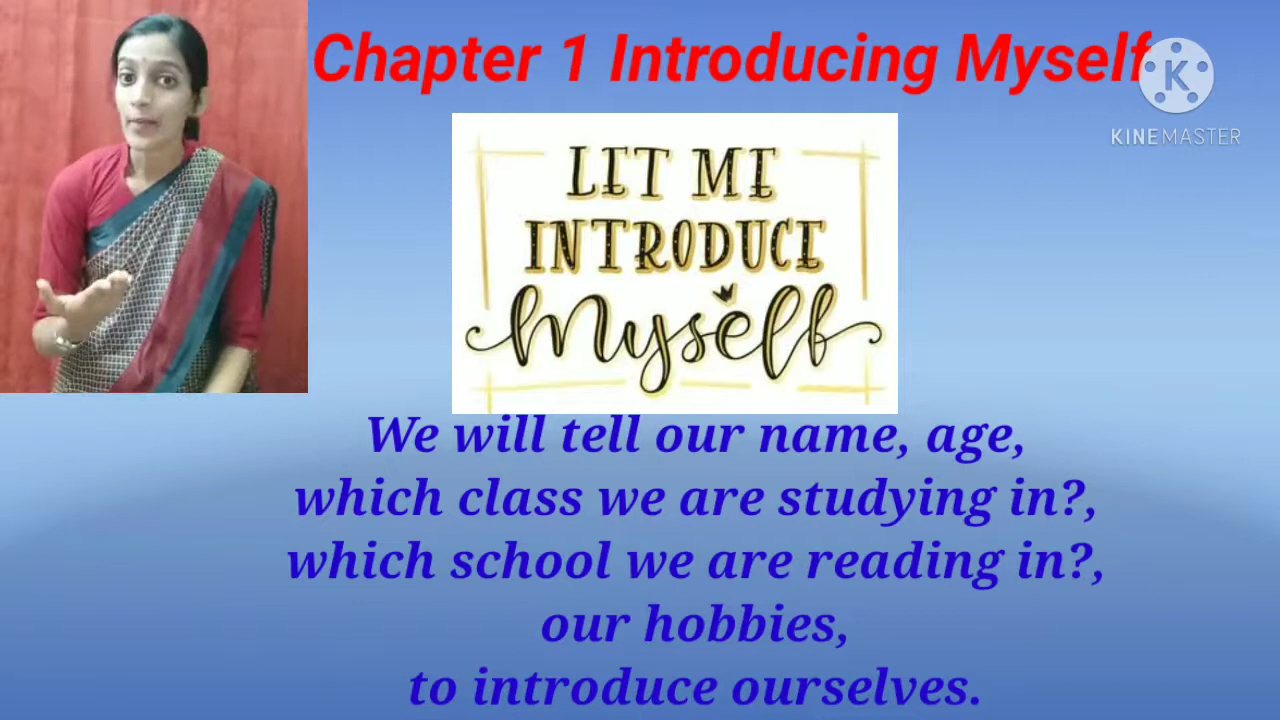 Chapter 1 Introducing Myself
KINEMASTER
LET ME
INTRODUCE
Myself
We will tell our name, age,
which class we are studying in?,
which school we are reading in?,
our hobbies,
to introduce ourselves.